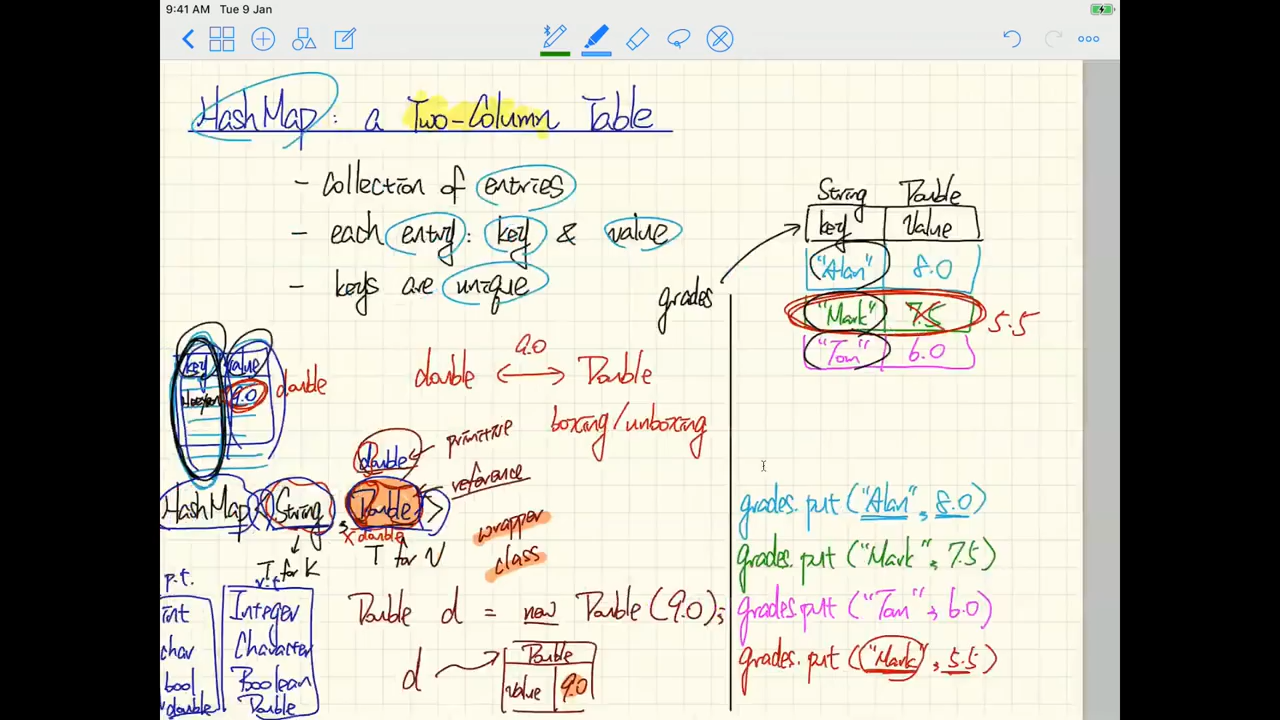 9:41 AM Tue 9 Jan
HashMap: a Two-Column Table
- collection of entries
- each entry: key & value
- keys are unique
grades
String Double
key Value
"Alan" 8.0
"Mark" 7.5 5.5
"Tom" 6.0
key value
9.0 double
9.0
double Double
boxing/unboxing
double primitive
reference
HashMap < String , Double >
x double
wrapper
class
T for K
T for V
p.t. r.t
int Integer
char Character
bool Boolean
double Double
Double d = new Double (9.0);
d
Double
value 9.0
grades. put ("Alan", 8.0)
grades. put ("Mark", 7.5)
grades. put ("Tom", 6.0)
grades. put ("Mark", 5.5)